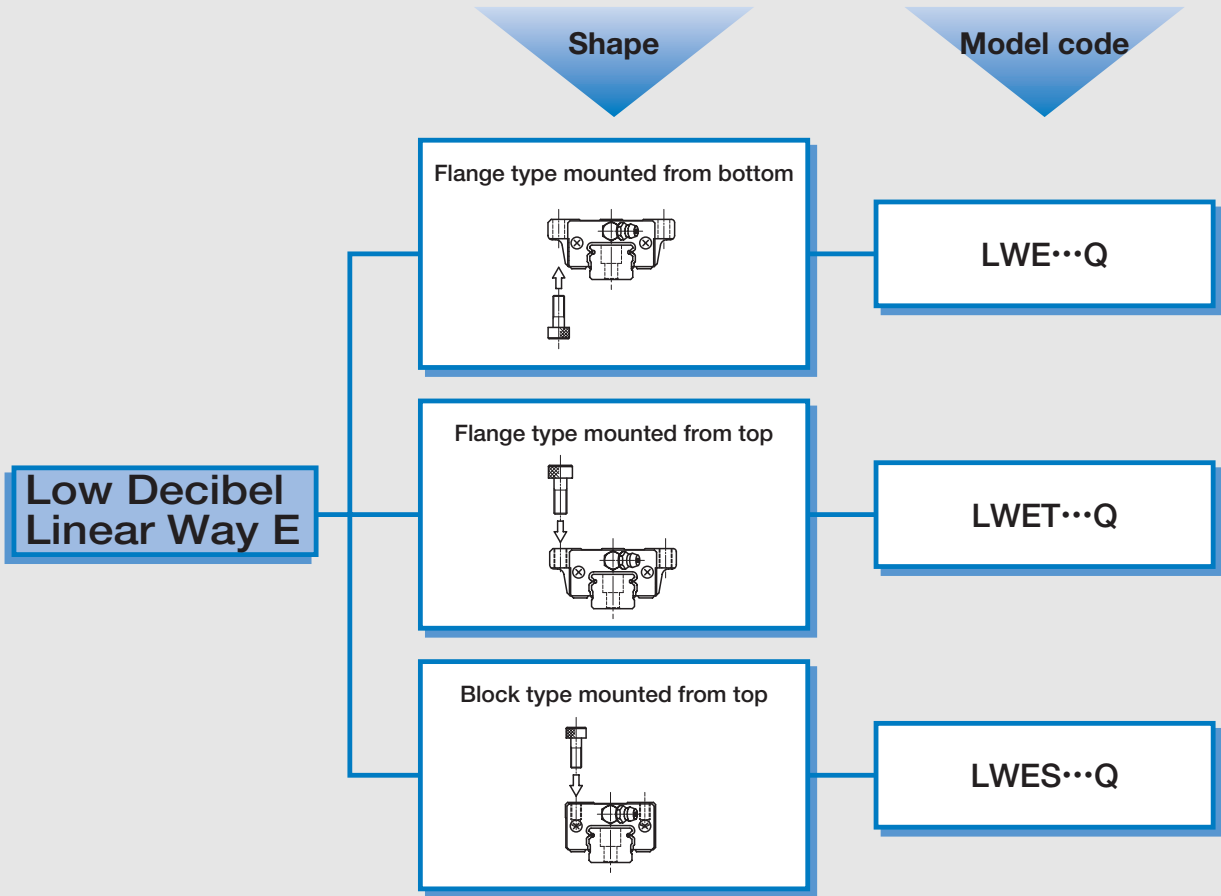 Shape
Model code
Flange type mounted from bottom
LWE···Q
Low Decibel
Linear Way E
Flange type mounted from top
LWET···Q
Block type mounted from top
LWES···Q